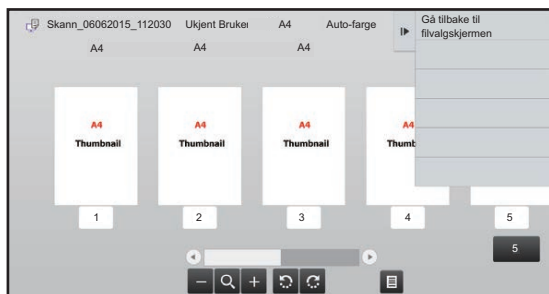 Skann_06062015_112030 Ukjent Bruker A4 Auto-farge
Gå tilbake til
filvalgskjermen
A4 A4 A4
A4 A4 A4 A4
Thumbnail Thumbnail Thumbnail Thumb
1 2 3 4 5
5